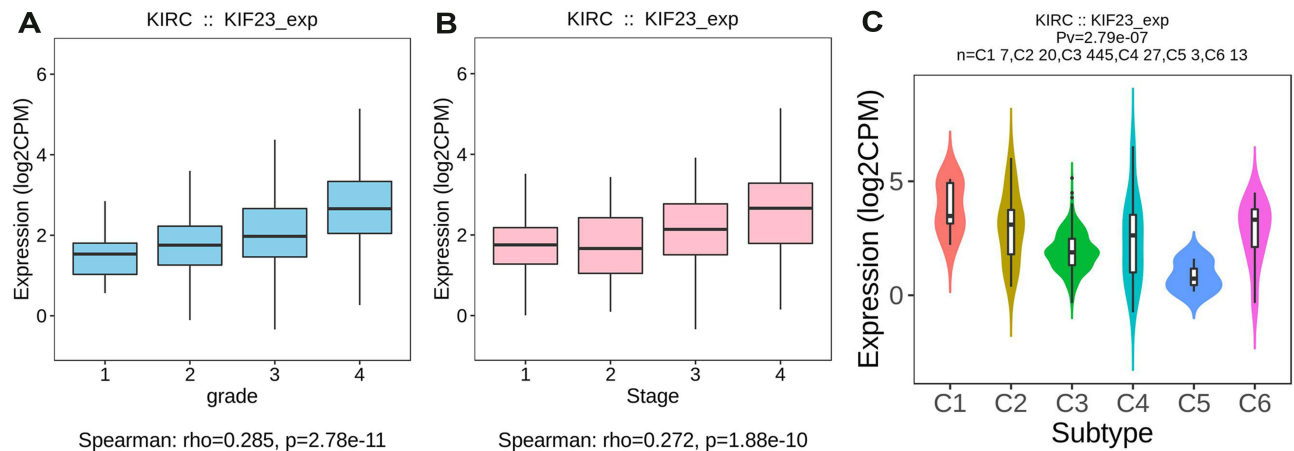 A
KIRC :: KIF23_exp
Expression (log2CPM)
6
4
2
0
1 2 3 4
grade
Spearman: rho=0.285, p=2.78e-11
B
KIRC :: KIF23_exp
Expression (log2CPM)
6
4
2
0
1 2 3 4
Stage
Spearman: rho=0.272, p=1.88e-10
C
KIRC :: KIF23_exp
Pv=2.79e-07
n=C1 7,C2 20,C3 445,C4 27,C5 3,C6 13
Expression (log2CPM)
5
0
C1 C2 C3 C4 C5 C6
Subtype